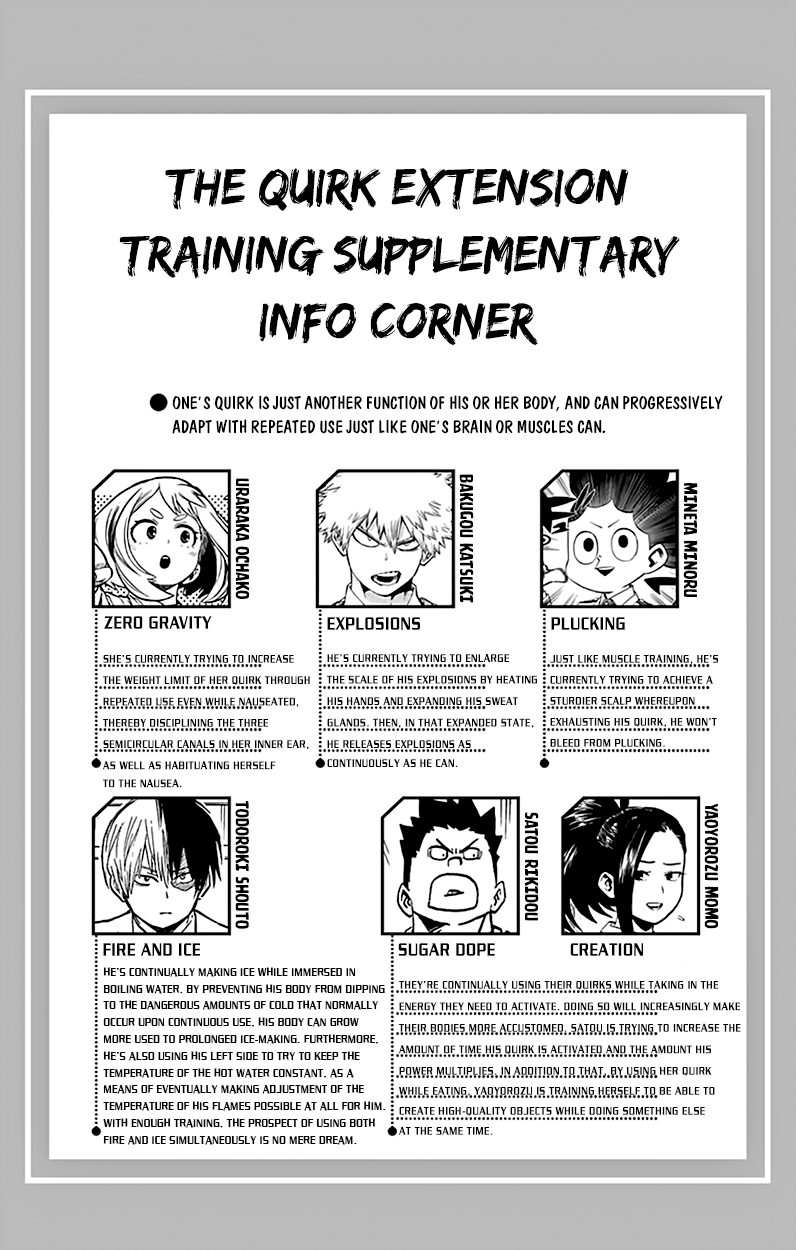 THE QUIRK EXTENSION
TRAINING SUPPLEMENTARY
INFO CORNER
● ONE'S QUIRK IS JUST ANOTHER FUNCTION OF HIS OR HER BODY, AND CAN PROGRESSIVELY
ADAPT WITH REPEATED USE JUST LIKE ONE'S BRAIN OR MUSCLES CAN.
URARAKA OCHAKO
ZERO GRAVITY
SHE'S CURRENTLY TRYING TO INCREASE
THE WEIGHT LIMIT OF HER QUIRK THROUGH
REPEATED USE EVEN WHILE NAUSEATED,
THEREBY DISCIPLINING THE THREE
SEMICIRCULAR CANALS IN HER INNER EAR,
AS WELL AS HABITUATING HERSELF
TO THE NAUSEA.
BAKUGOU KATSUKI
EXPLOSIONS
HE'S CURRENTLY TRYING TO ENLARGE
THE SCALE OF HIS EXPLOSIONS BY HEATING
HIS HANDS AND EXPANDING HIS SWEAT
GLANDS. THEN, IN THAT EXPANDED STATE,
HE RELEASES EXPLOSIONS AS
CONTINUOUSLY AS HE CAN.
MINETA MINORU
PLUCKING
JUST LIKE MUSCLE TRAINING, HE'S
CURRENTLY TRYING TO ACHIEVE A
STURDIER SCALP WHEREUPON
EXHAUSTING HIS QUIRK, HE WON'T
BLEED FROM PLUCKING.
TODOROKI SHOUTO
FIRE AND ICE
HE'S CONTINUALLY MAKING ICE WHILE IMMERSED IN
BOILING WATER. BY PREVENTING HIS BODY FROM DIPPING
TO THE DANGEROUS AMOUNTS OF COLD THAT NORMALLY
OCCUR UPON CONTINUOUS USE, HIS BODY CAN GROW
MORE USED TO PROLONGED ICE-MAKING. FURTHERMORE,
HE'S ALSO USING HIS LEFT SIDE TO TRY TO KEEP THE
TEMPERATURE OF THE HOT WATER CONSTANT, AS A
MEANS OF EVENTUALLY MAKING ADJUSTMENT OF THE
TEMPERATURE OF HIS FLAMES POSSIBLE AT ALL FOR HIM.
WITH ENOUGH TRAINING, THE PROSPECT OF USING BOTH
FIRE AND ICE SIMULTANEOUSLY IS NO MERE DREAM.
SATOU RIKIDOU
SUGAR DOPE
YAOYOROZU MOMO
CREATION
THEY'RE CONTINUALLY USING THEIR QUIRKS WHILE TAKING IN THE
ENERGY THEY NEED TO ACTIVATE. DOING SO WILL INCREASINGLY MAKE
THEIR BODIES MORE ACCUSTOMED. SATOU IS TRYING TO INCREASE THE
AMOUNT OF TIME HIS QUIRK IS ACTIVATED AND THE AMOUNT HIS
POWER MULTIPLIES. IN ADDITION TO THAT, BY USING HER QUIRK
WHILE EATING, YAOYOROZU IS TRAINING HERSELF TO BE ABLE TO
CREATE HIGH-QUALITY OBJECTS WHILE DOING SOMETHING ELSE
AT THE SAME TIME.